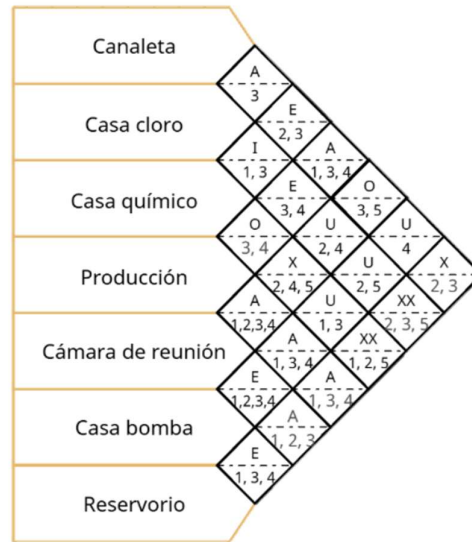 Canaleta
A
3
E
Casa cloro
2, 3
I A
1, 3 1, 3, 4
E O
Casa químico
3, 4 3, 5
O U U
3, 4 2, 4 4
X U X
Producción
2, 4, 5 2, 5 2, 3
A U XX
1,2,3,4 1, 3 2, 3, 5
A XX
Cámara de reunión
1, 3, 4 1, 2, 5
E A
1,2,3,4 1, 3, 4
A
Casa bomba
1, 2, 3
E
1, 3, 4
Reservorio